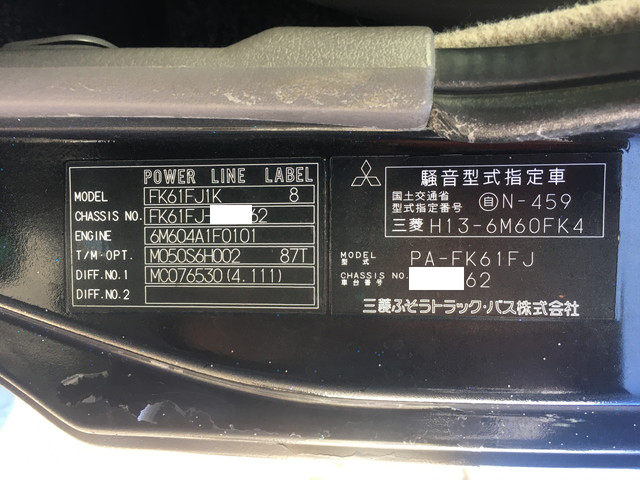 POWER LINE LABEL
MODEL FK61FJ1K 8
CHASSIS NO. FK61FJ- 62
ENGINE 6M604A1F0101
T/M・OPT. M050S6H002 87T
DIFF.NO.1 MC076530(4.111)
DIFF.NO.2
騒音型式指定車
国土交通省
型式指定番号 自N-459
三菱 H13-6M60FK4
MODEL
型式 PA-FK61FJ
CHASSIS NO.
車台番号 62
三菱ふそうトラック・バス株式会社